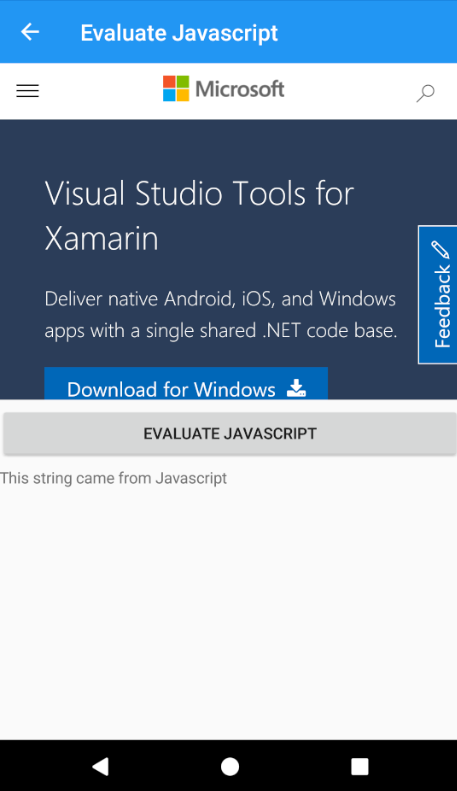 Evaluate Javascript
Microsoft
Visual Studio Tools for
Xamarin
Deliver native Android, iOS, and Windows
apps with a single shared .NET code base.
Feedback
Download for Windows
EVALUATE JAVASCRIPT
This string came from Javascript